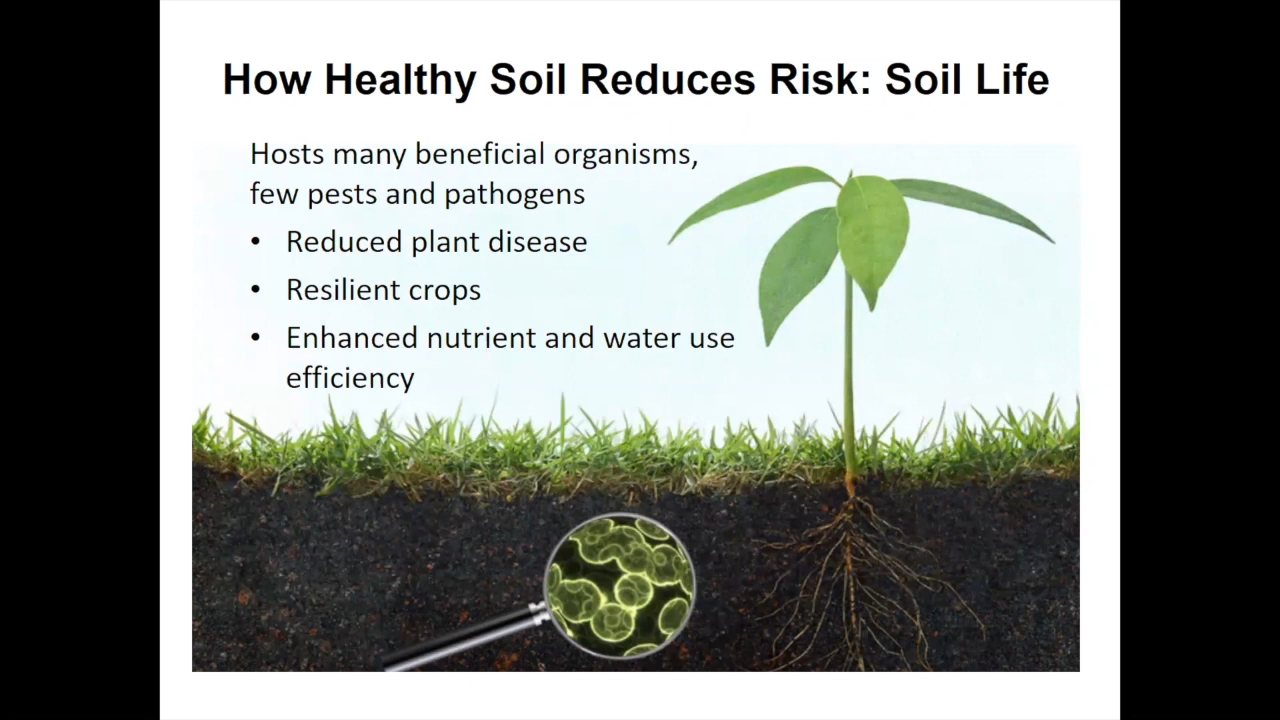 How Healthy Soil Reduces Risk: Soil Life
Hosts many beneficial organisms,
few pests and pathogens
• Reduced plant disease
• Resilient crops
• Enhanced nutrient and water use
efficiency